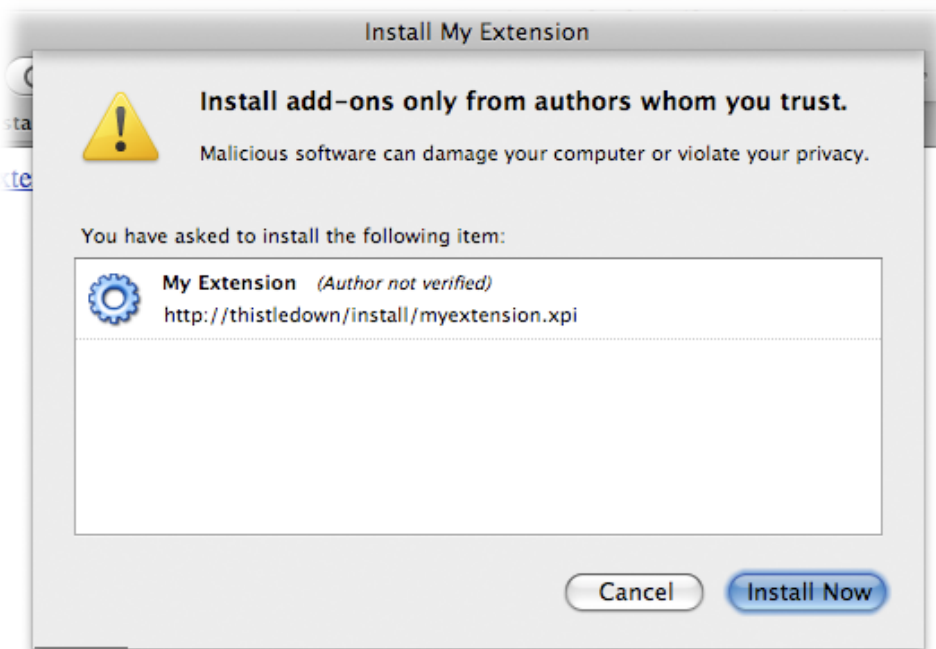 Install My Extension
Install add-ons only from authors whom you trust.
sta
Malicious software can damage your computer or violate your privacy.
xte
You have asked to install the following item:
My Extension (Author not verified)
http://thistledown/install/myextension.xpi
Cancel Install Now